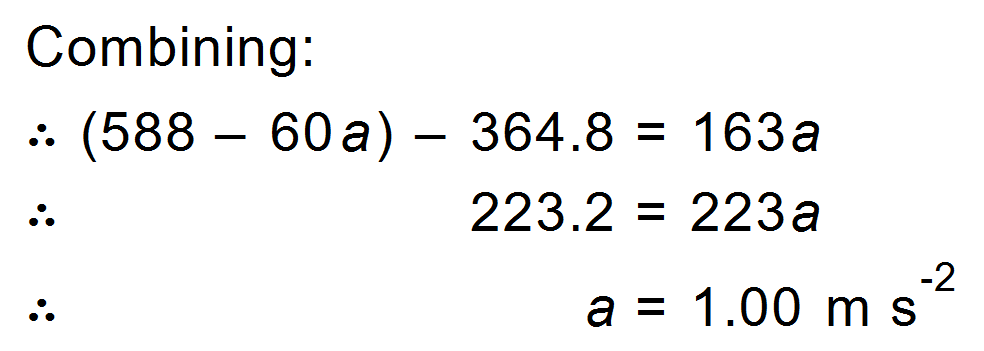 Combining:
∴ (588 – 60a) – 364.8 = 163a
∴ 223.2 = 223a
∴ a = 1.00 m s⁻²